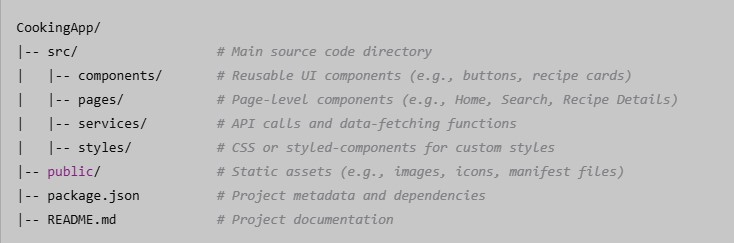 CookingApp/
|-- src/                  # Main source code directory
|   |-- components/       # Reusable UI components (e.g., buttons, recipe cards)
|   |-- pages/            # Page-level components (e.g., Home, Search, Recipe Details)
|   |-- services/         # API calls and data-fetching functions
|   |-- styles/           # CSS or styled-components for custom styles
|-- public/               # Static assets (e.g., images, icons, manifest files)
|-- package.json          # Project metadata and dependencies
|-- README.md             # Project documentation